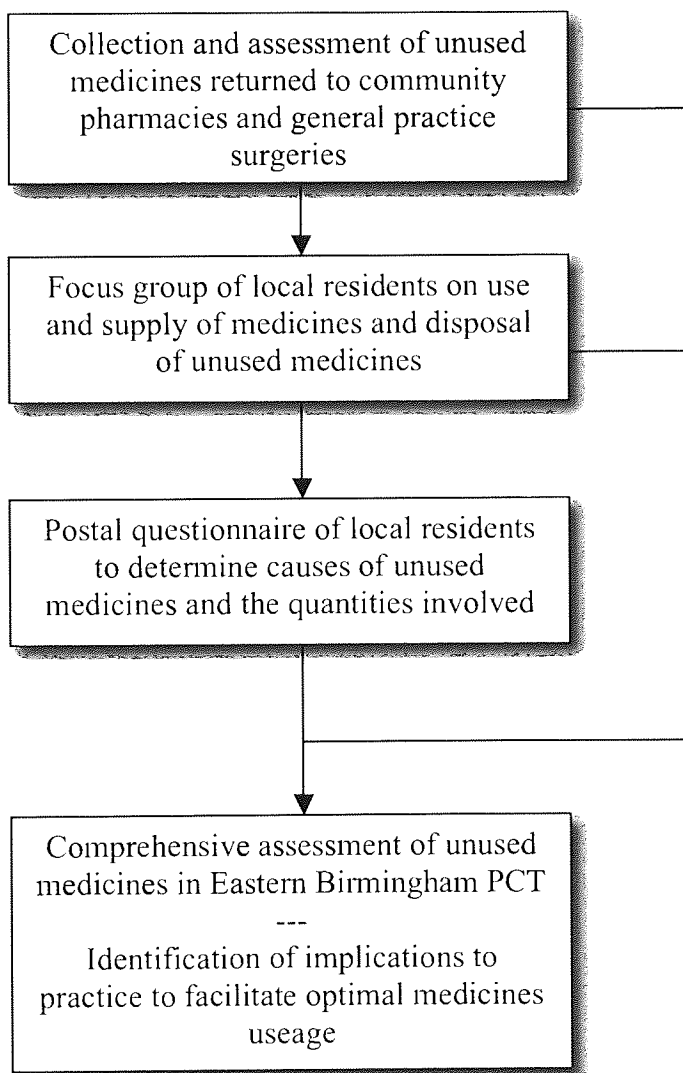 Collection and assessment of unused
medicines returned to community
pharmacies and general practice
surgeries
Focus group of local residents on use
and supply of medicines and disposal
of unused medicines
Postal questionnaire of local residents
to determine causes of unused
medicines and the quantities involved
Comprehensive assessment of unused
medicines in Eastern Birmingham PCT
---
Identification of implications to
practice to facilitate optimal medicines
useage